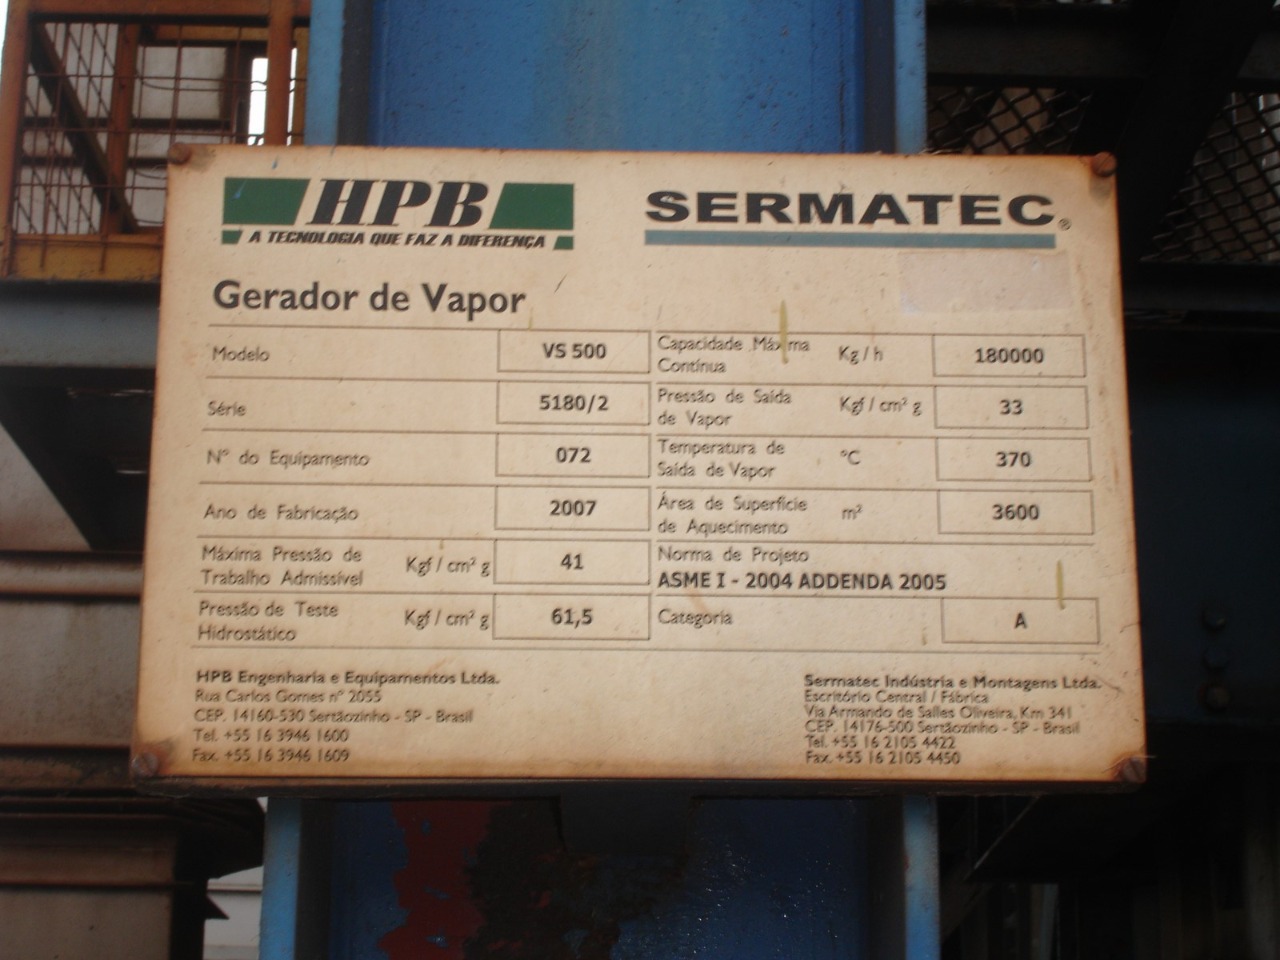 HPB
A TECNOLOGIA QUE FAZ A DIFERENÇA
SERMATEC®
Gerador de Vapor
Modelo VS 500
Série 5180/2
Nº do Equipamento 072
Ano de Fabricação 2007
Máxima Pressão de Trabalho Admissível Kgf / cm² g 41
Pressão de Teste Hidrostático Kgf / cm² g 61,5
Capacidade Máxima Contínua Kg / h 180000
Pressão de Saída de Vapor Kgf / cm² g 33
Temperatura de Saída de Vapor °C 370
Área de Superfície de Aquecimento m² 3600
Norma de Projeto
ASME I - 2004 ADDENDA 2005
Categoria A
HPB Engenharia e Equipamentos Ltda.
Rua Carlos Gomes nº 2055
CEP. 14160-530 Sertãozinho - SP - Brasil
Tel. +55 16 3946 1600
Fax. +55 16 3946 1609
Sermatec Indústria e Montagens Ltda.
Escritório Central / Fábrica
Via Armando de Salles Oliveira, Km 341
CEP. 14176-500 Sertãozinho - SP - Brasil
Tel. +55 16 2105 4422
Fax. +55 16 2105 4450